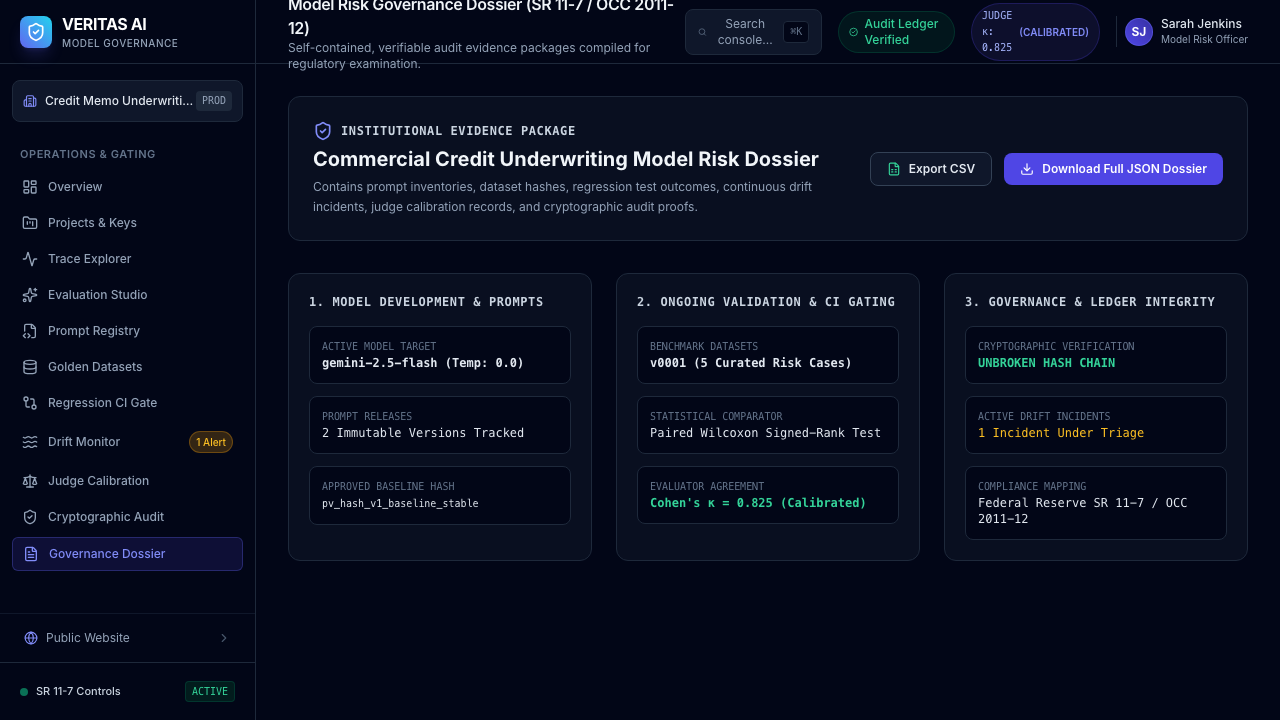 VERITAS AI
MODEL GOVERNANCE
Model Risk Governance Dossier (SR 11-7 / OCC 2011-
12)
Self-contained, verifiable audit evidence packages compiled for
regulatory examination.
Search
console...
⌘K
Audit Ledger
Verified
JUDGE
κ:
0.825
(CALIBRATED)
SJ
Sarah Jenkins
Model Risk Officer
Credit Memo Underwriti...
PROD
OPERATIONS & GATING
Overview
Projects & Keys
Trace Explorer
Evaluation Studio
Prompt Registry
Golden Datasets
Regression CI Gate
Drift Monitor
1 Alert
Judge Calibration
Cryptographic Audit
Governance Dossier
Public Website
SR 11-7 Controls
ACTIVE
INSTITUTIONAL EVIDENCE PACKAGE
Commercial Credit Underwriting Model Risk Dossier
Contains prompt inventories, dataset hashes, regression test outcomes, continuous drift
incidents, judge calibration records, and cryptographic audit proofs.
Export CSV
Download Full JSON Dossier
1. MODEL DEVELOPMENT & PROMPTS
ACTIVE MODEL TARGET
gemini-2.5-flash (Temp: 0.0)
PROMPT RELEASES
2 Immutable Versions Tracked
APPROVED BASELINE HASH
pv_hash_v1_baseline_stable
2. ONGOING VALIDATION & CI GATING
BENCHMARK DATASETS
v0001 (5 Curated Risk Cases)
STATISTICAL COMPARATOR
Paired Wilcoxon Signed-Rank Test
EVALUATOR AGREEMENT
Cohen's κ = 0.825 (Calibrated)
3. GOVERNANCE & LEDGER INTEGRITY
CRYPTOGRAPHIC VERIFICATION
UNBROKEN HASH CHAIN
ACTIVE DRIFT INCIDENTS
1 Incident Under Triage
COMPLIANCE MAPPING
Federal Reserve SR 11-7 / OCC
2011-12